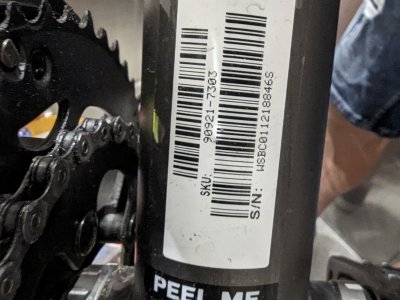 SKU: 90921-7303
S/N: WSBC011218846S
PEEL ME